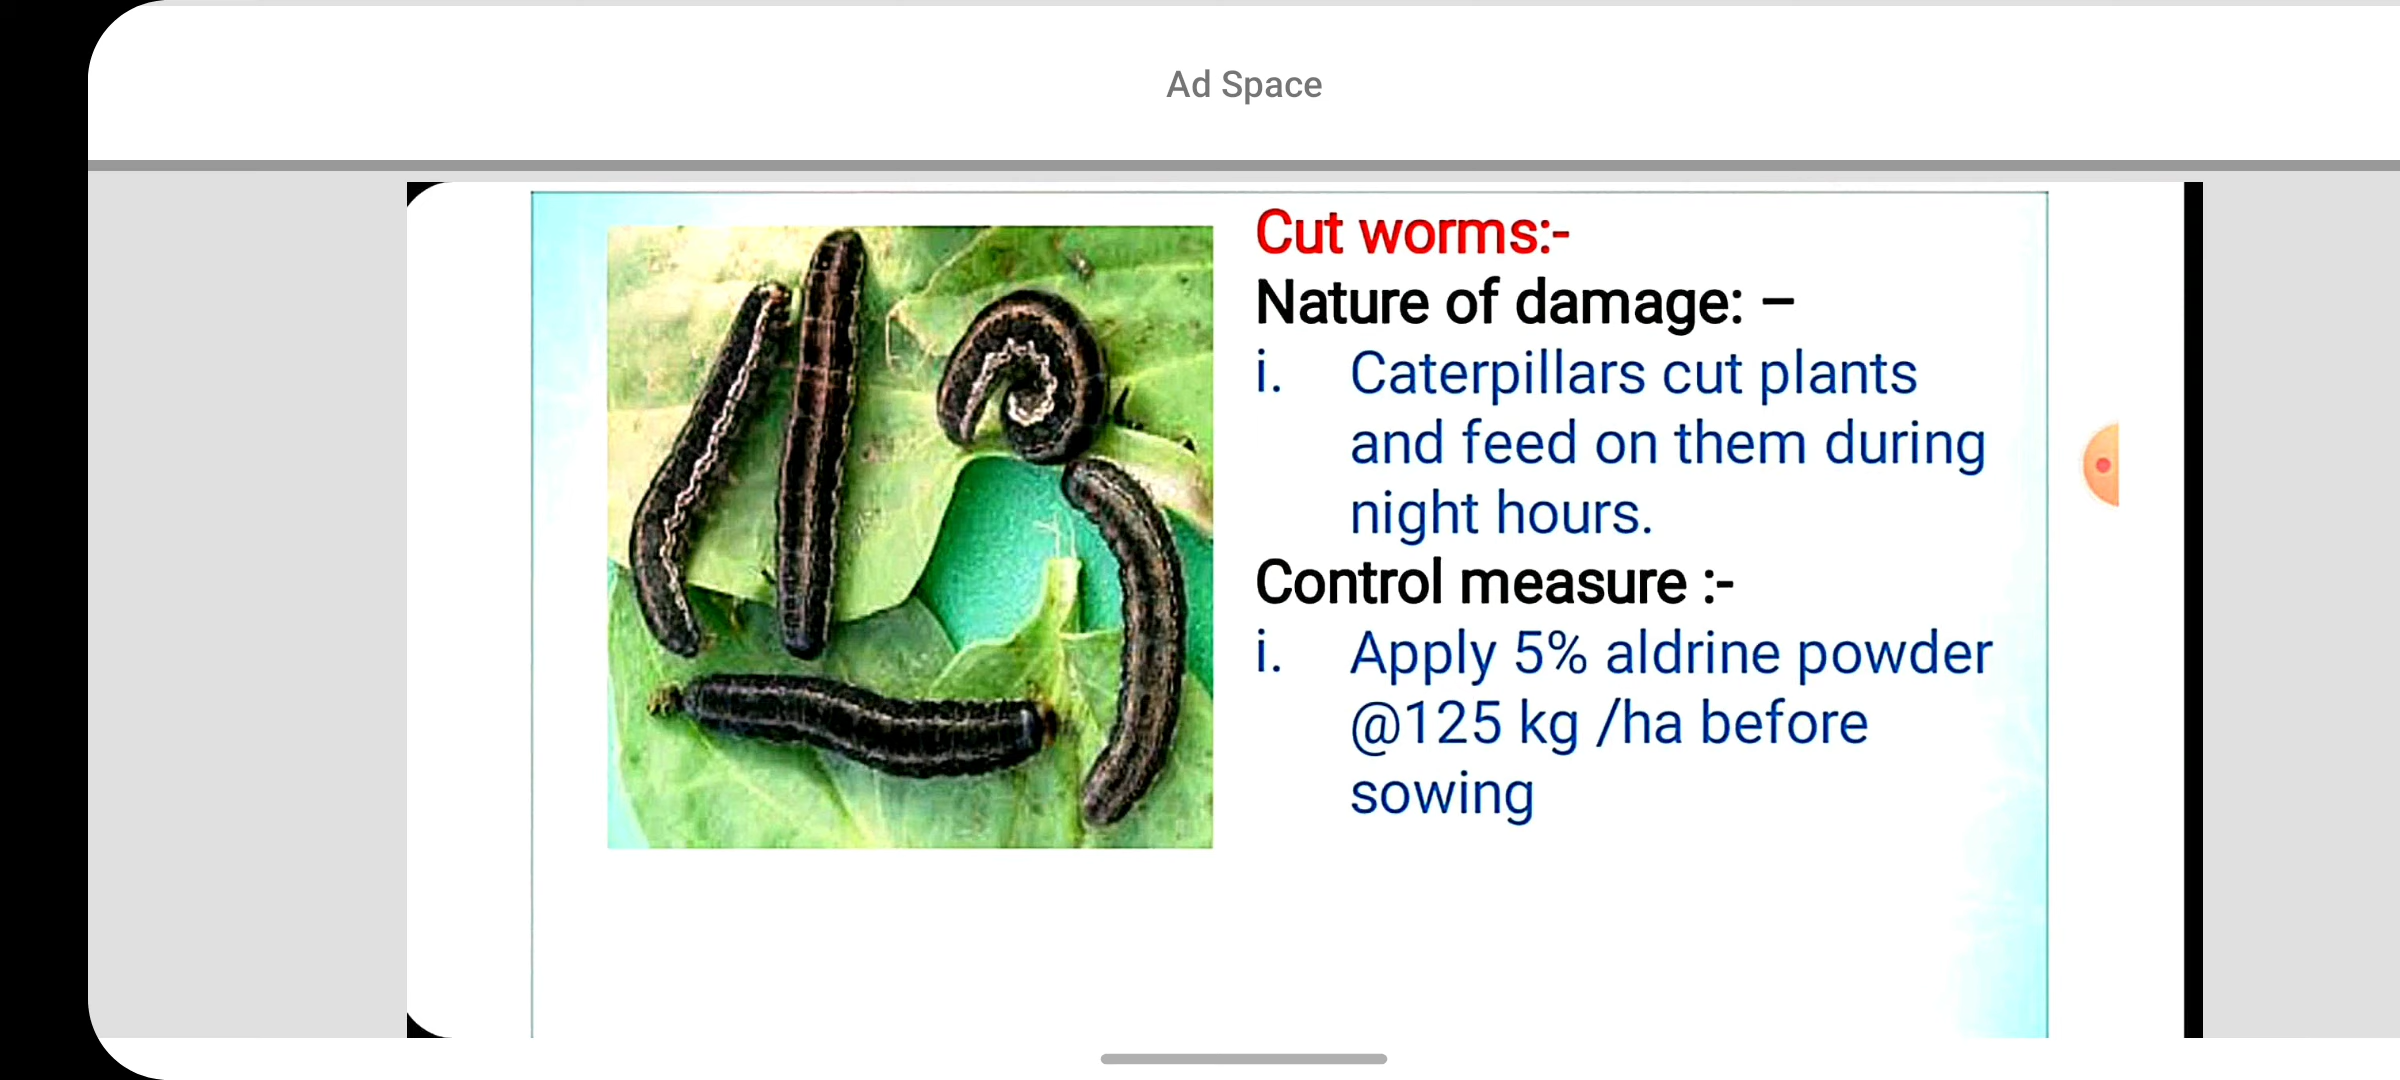 Ad Space
Cut worms:-
Nature of damage: –
i. Caterpillars cut plants
and feed on them during
night hours.
Control measure :-
i. Apply 5% aldrine powder
@125 kg /ha before
sowing